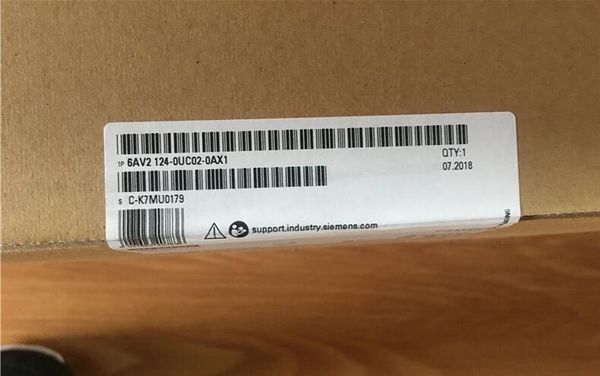 1P 6AV2 124-0UC02-0AX1
QTY:1
07.2018
S C-K7MU0179
support.industry.siemens.com